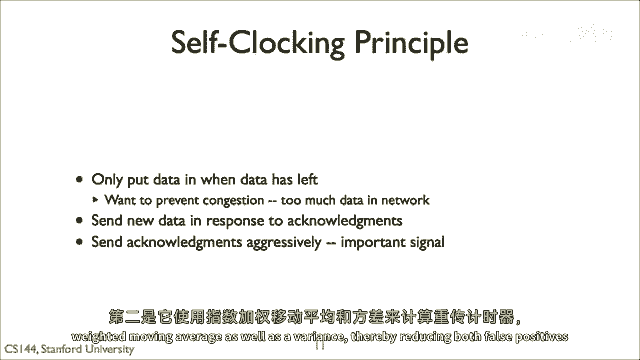 Self-Clocking Principle
Only put data in when data has left
Want to prevent congestion -- too much data in network
Send new data in response to acknowledgments
Send acknowledgments aggressively -- important signal
第二是它使用指数加权移动平均和方差来计算重传计时器，
weighted moving average as well as a variance, thereby reducing both false positives
CS144, Stanford University
11